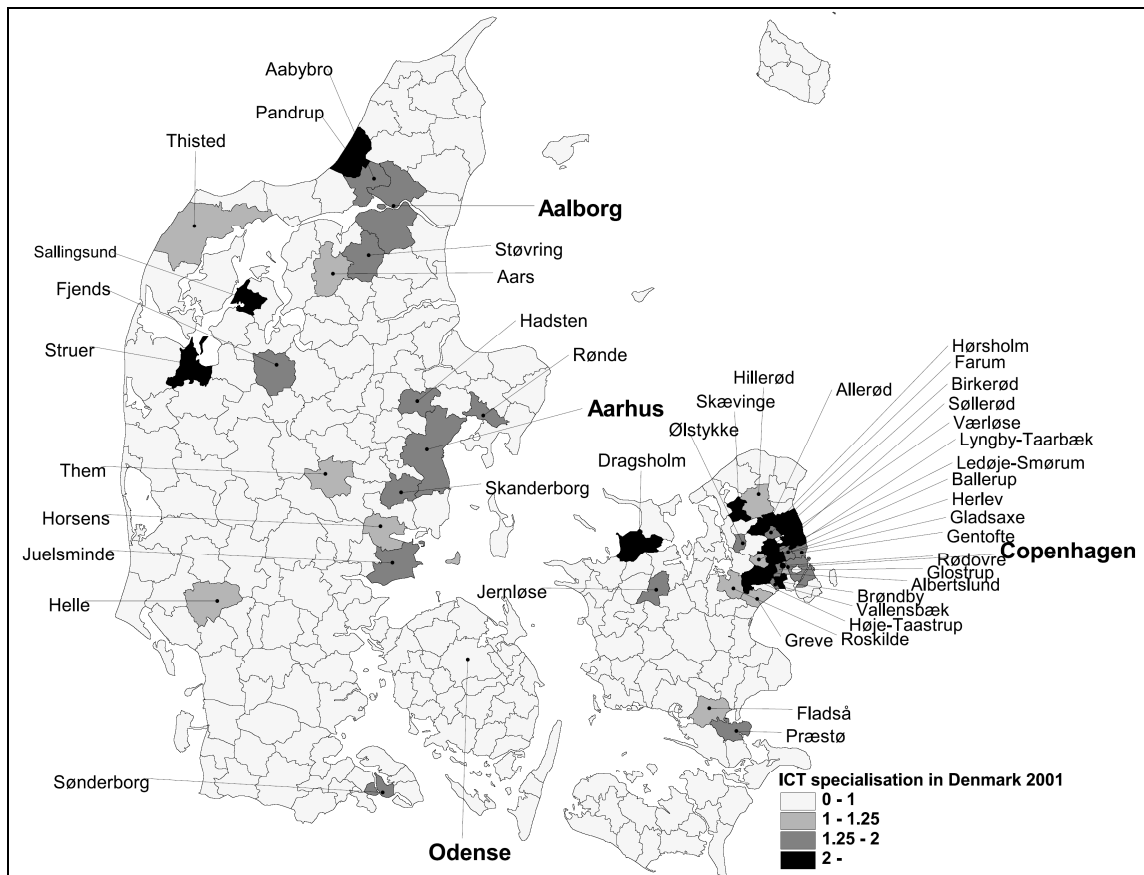 Aabybro
Pandrup
Thisted
Aalborg
Støvring
Sallingsund
Aars
Fjends
Hadsten
Struer
Rønde
Hørsholm
Farum
Hillerød
Allerød
Birkerød
Skævinge
Søllerød
Aarhus
Værløse
Ølstykke
Lyngby-Taarbæk
Dragsholm
Ledøje-Smørum
Them
Ballerup
Skanderborg
Herlev
Horsens
Gladsaxe
Gentofte
Juelsminde
Copenhagen
Rødovre
Glostrup
Jernløse
Albertslund
Helle
Brøndby
Vallensbæk
Høje-Taastrup
Greve
Roskilde
Fladså
Præstø
Sønderborg
Odense
ICT specialisation in Denmark 2001
0 - 1
1 - 1.25
1.25 - 2
2 -